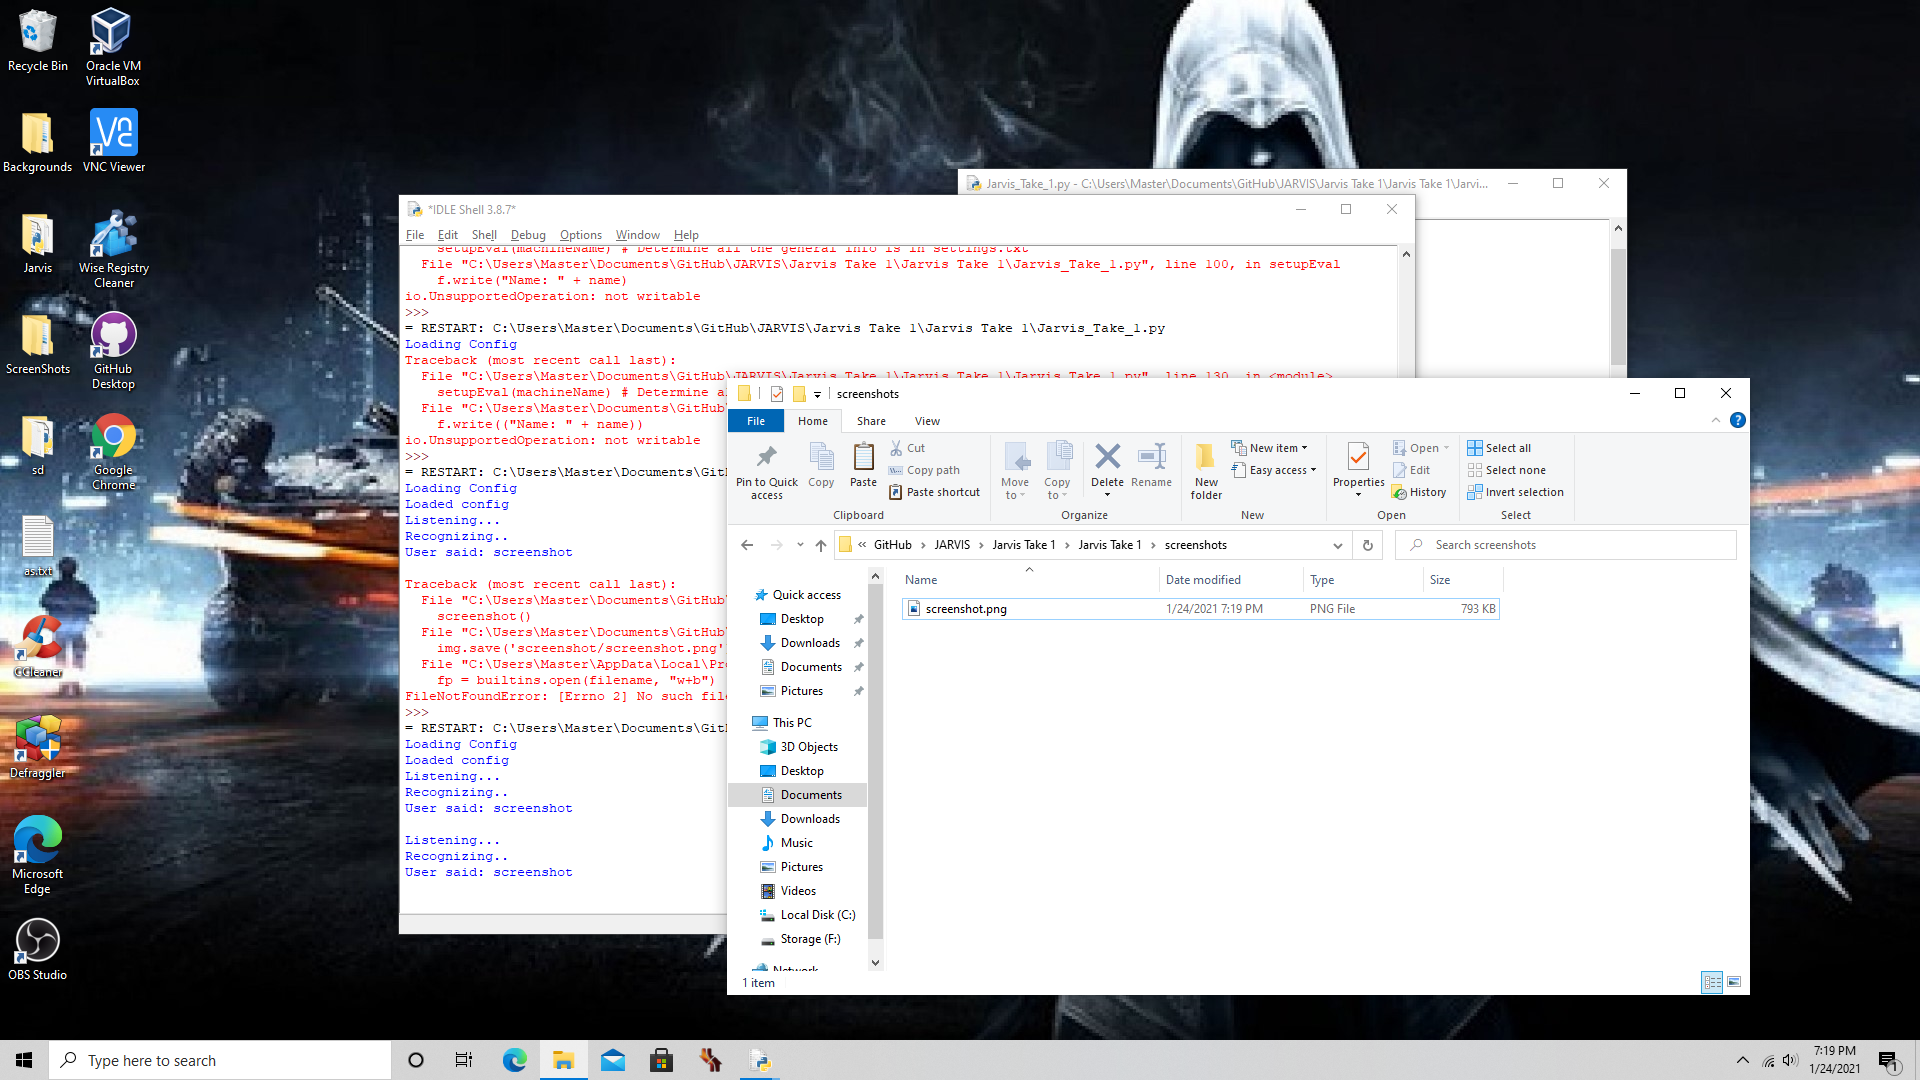 Recycle Bin
Oracle VM
VirtualBox
Backgrounds
VNC Viewer
Jarvis
Wise Registry
Cleaner
ScreenShots
GitHub
Desktop
sd
Google
Chrome
as.txt
CCleaner
Defraggler
Microsoft
Edge
OBS Studio
Jarvis_Take_1.py - C:\Users\Master\Documents\GitHub\JARVIS\Jarvis Take 1\Jarvis Take 1\Jarvi...
*IDLE Shell 3.8.7*
File Edit Shell Debug Options Window Help
setupEval(machineName) # Determine all the general info is in settings.txt
File "C:\Users\Master\Documents\GitHub\JARVIS\Jarvis Take 1\Jarvis Take 1\Jarvis_Take_1.py", line 100, in setupEval
f.write("Name: " + name)
io.UnsupportedOperation: not writable
>>>
= RESTART: C:\Users\Master\Documents\GitHub\JARVIS\Jarvis Take 1\Jarvis Take 1\Jarvis_Take_1.py
Loading Config
Traceback (most recent call last):
File "C:\Users\Master\Documents\GitHub\JARVIS\Jarvis Take 1\Jarvis Take 1\Jarvis_Take_1.py", line 130, in <module>
setupEval(machineName) # Determine a
File "C:\Users\Master\Documents\GitHub
f.write(("Name: " + name))
io.UnsupportedOperation: not writable
>>>
= RESTART: C:\Users\Master\Documents\GitH
Loading Config
Loaded config
Listening...
Recognizing..
User said: screenshot
Traceback (most recent call last):
File "C:\Users\Master\Documents\GitHub
screenshot()
File "C:\Users\Master\Documents\GitHub
img.save('screenshot/screenshot.png'
File "C:\Users\Master\AppData\Local\Pr
fp = builtins.open(filename, "w+b")
FileNotFoundError: [Errno 2] No such file
>>>
= RESTART: C:\Users\Master\Documents\GitH
Loading Config
Loaded config
Listening...
Recognizing..
User said: screenshot
Listening...
Recognizing..
User said: screenshot
screenshots
File Home Share View
Pin to Quick
access
Copy
Paste
Cut
Copy path
Paste shortcut
Clipboard
Move
to
Copy
to
Delete
Rename
Organize
New
folder
New item
Easy access
New
Properties
Open
Edit
History
Open
Select all
Select none
Invert selection
Select
« GitHub › JARVIS › Jarvis Take 1 › Jarvis Take 1 › screenshots
Search screenshots
Name Date modified Type Size
screenshot.png 1/24/2021 7:19 PM PNG File 793 KB
Quick access
Desktop
Downloads
Documents
Pictures
This PC
3D Objects
Desktop
Documents
Downloads
Music
Pictures
Videos
Local Disk (C:)
Storage (F:)
Network
1 item
Type here to search
7:19 PM
1/24/2021
1